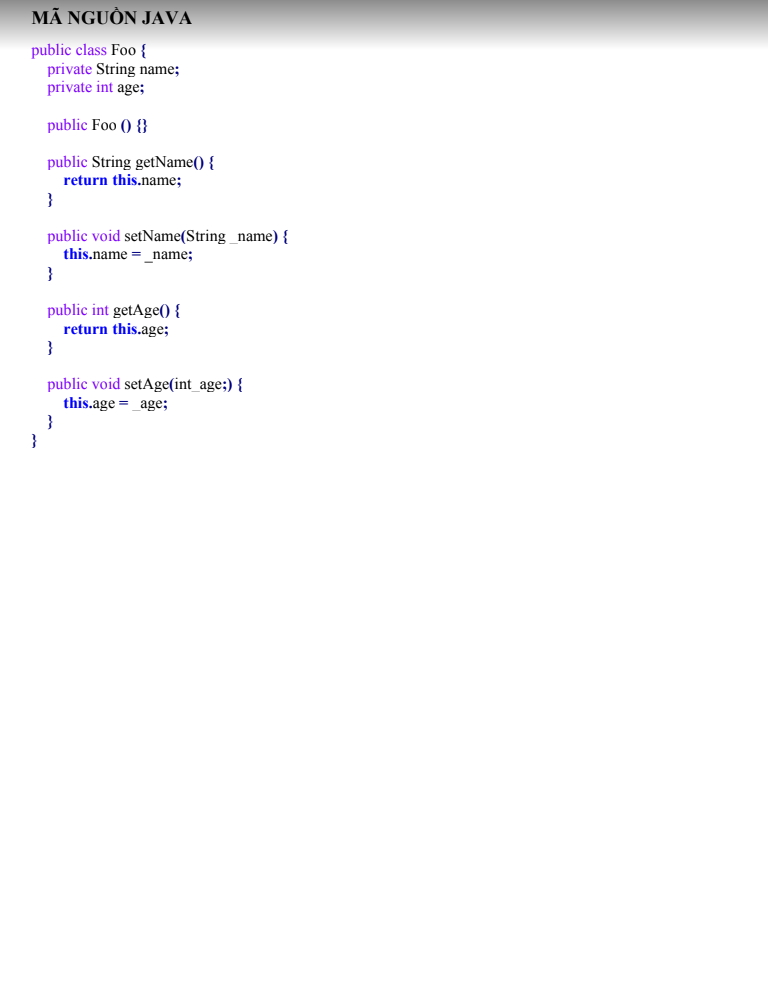 MÃ NGUỒN JAVA
public class Foo {
private String name;
private int age;
public Foo () {}
public String getName() {
return this.name;
}
public void setName(String _name) {
this.name = _name;
}
public int getAge() {
return this.age;
}
public void setAge(int_age;) {
this.age = _age;
}
}